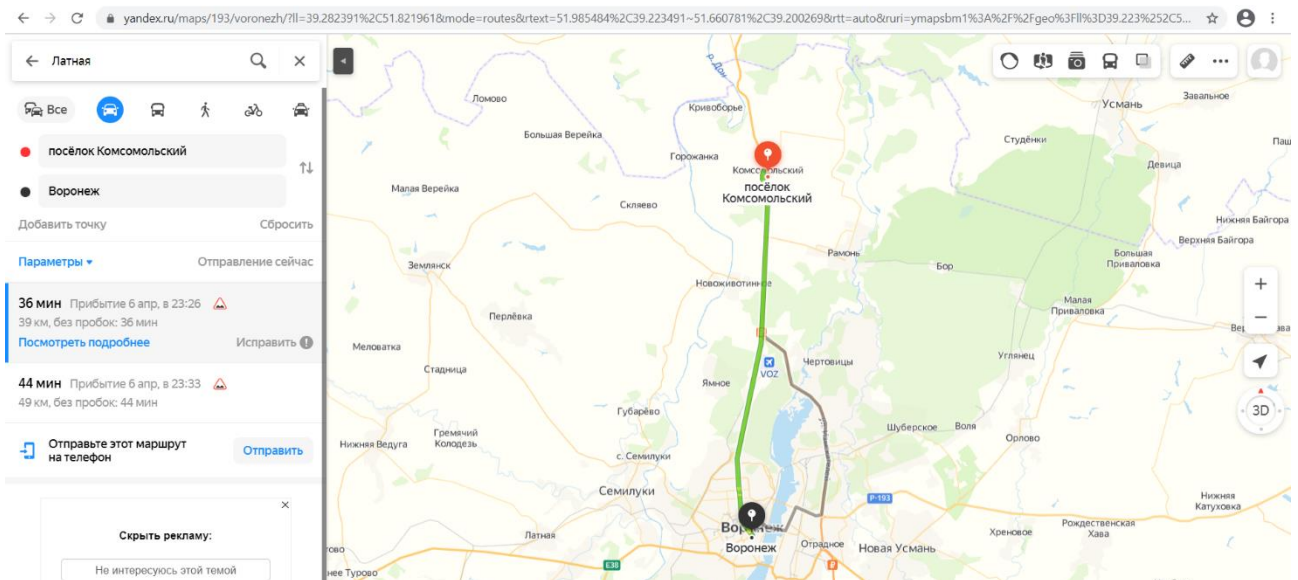 yandex.ru/maps/193/voronezh/?ll=39.282391%2C51.821961&mode=routes&rtext=51.985484%2C39.223491~51.660781%2C39.200269&rtt=auto&ruri=ymapsbm1%3A%2F%2Fgeo%3Fll%3D39.223%252C5...
Латная
Все
посёлок Комсомольский
Воронеж
Добавить точку Сбросить
Параметры Отправление сейчас
36 мин Прибытие 6 апр, в 23:26
39 км, без пробок: 36 мин
Посмотреть подробнее Исправить
44 мин Прибытие 6 апр, в 23:33
49 км, без пробок: 44 мин
Отправьте этот маршрут
на телефон
Отправить
Скрыть рекламу:
Не интересуюсь этой темой
р. Дон
Ломово
Кривоборье
Усмань
Завальное
Большая Верейка
Студёнки
Горожанка
Девица
Комсомольский
посёлок
Комсомольский
Малая Верейка
Скляево
Нижняя Байгора
Верхняя Байгора
Рамонь
Большая
Приваловка
Землянск
Бор
Новоживотинное
Малая
Приваловка
Перлёвка
Меловатка
Углянец
Чертовицы
VOZ
Стадница
Ямное
3D
Губарёво
Шуберское
Воля
Орлово
Гремячий
Колодезь
Нижняя Ведуга
с. Семилуки
Семилуки
Р-193
Нижняя
Катуховка
Воронеж
Рождественская
Хава
Латная
Воронеж
Отрадное
Новая Усмань
Хреновое
E38
нее Турово